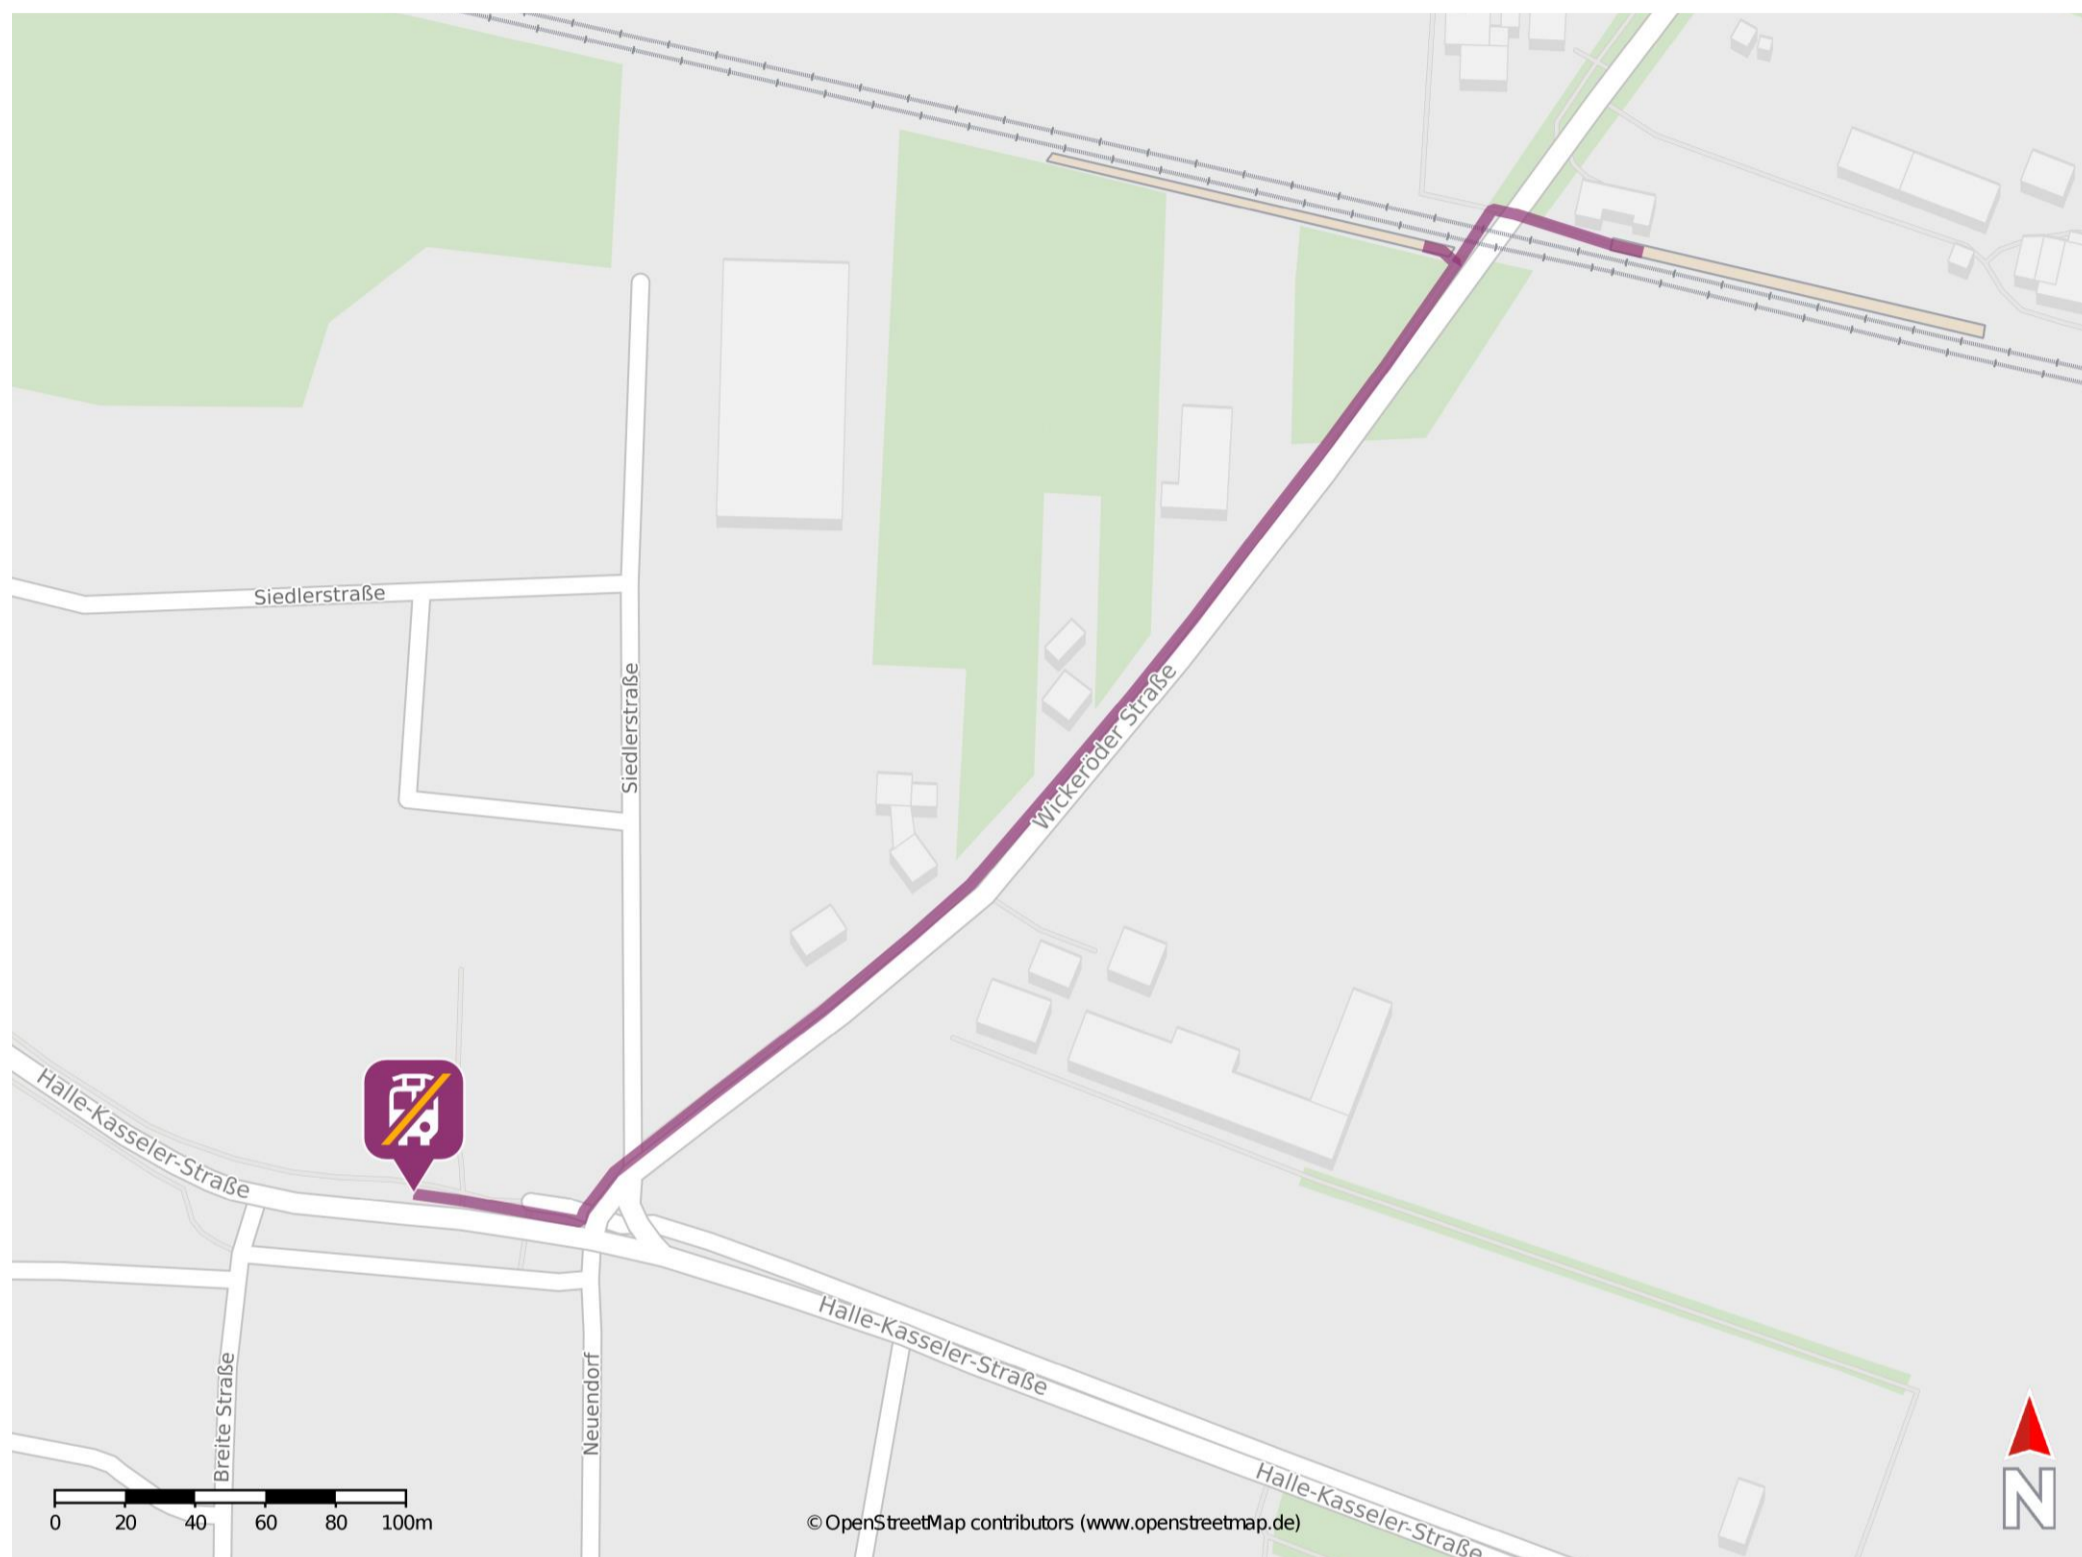 Siedlerstraße
Siedlerstraße
Wickeröder Straße
Halle-Kasseler-Straße
Halle-Kasseler-Straße
Breite Straße
Neuendorf
Halle-Kasseler-Straße
0 20 40 60 80 100m
© OpenStreetMap contributors (www.openstreetmap.de)
N